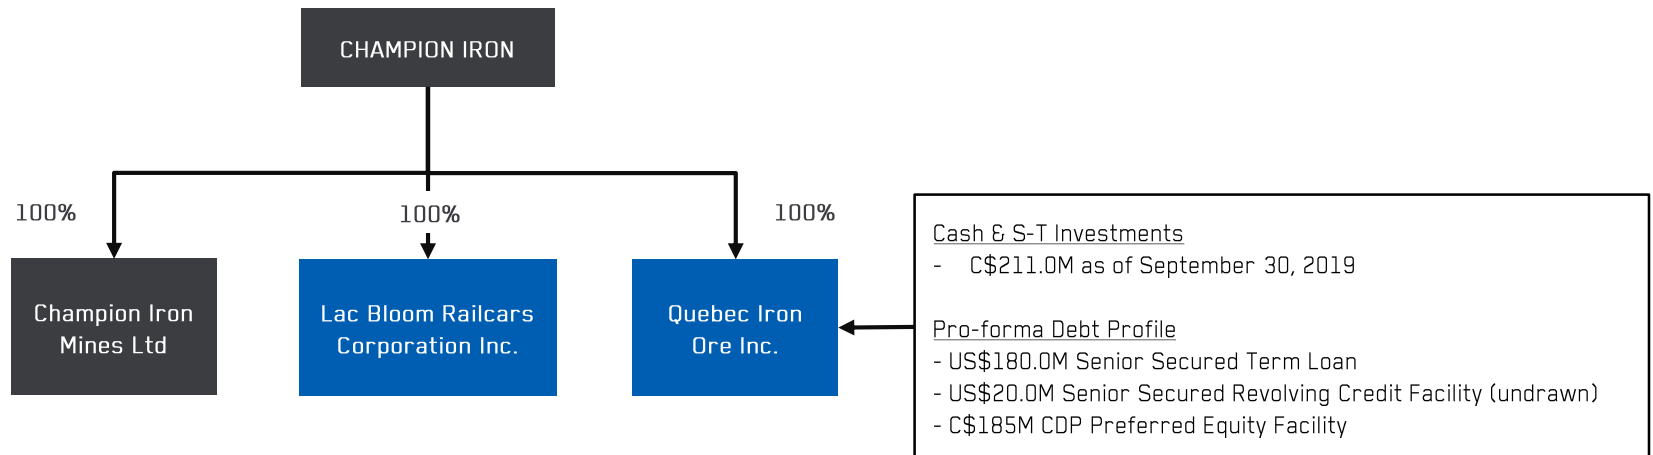 CHAMPION IRON
100%
100%
100%
Champion Iron
Mines Ltd
Lac Bloom Railcars
Corporation Inc.
Quebec Iron
Ore Inc.
Cash & S-T Investments
- C$211.0M as of September 30, 2019
Pro-forma Debt Profile
- US$180.0M Senior Secured Term Loan
- US$20.0M Senior Secured Revolving Credit Facility (undrawn)
- C$185M CDP Preferred Equity Facility